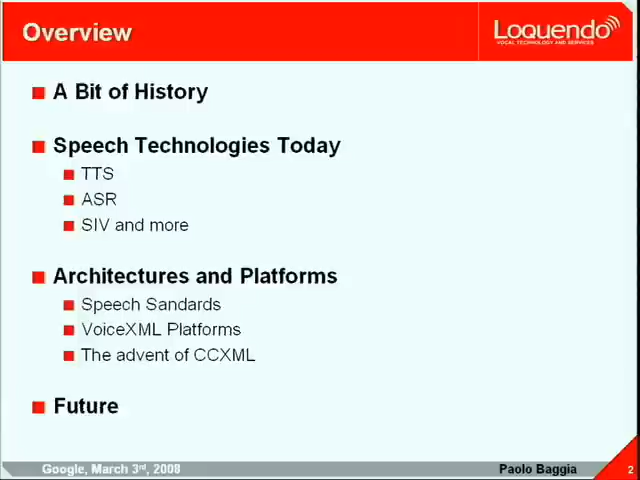 Overview
Loquendo
VOCAL TECHNOLOGY AND SERVICES
A Bit of History
Speech Technologies Today
TTS
ASR
SIV and more
Architectures and Platforms
Speech Sandards
VoiceXML Platforms
The advent of CCXML
Future
Google, March 3rd, 2008
Paolo Baggia
2